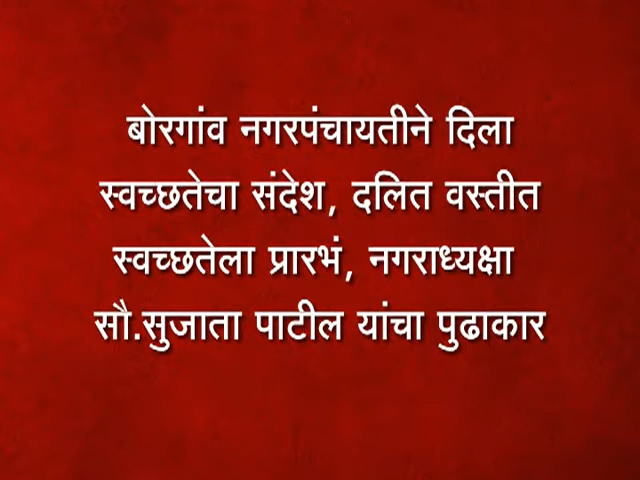 बोरगांव नगरपंचायतीने दिला
स्वच्छतेचा संदेश, दलित वस्तीत
स्वच्छतेला प्रारभं, नगराध्यक्षा
सौ.सुजाता पाटील यांचा पुढाकार